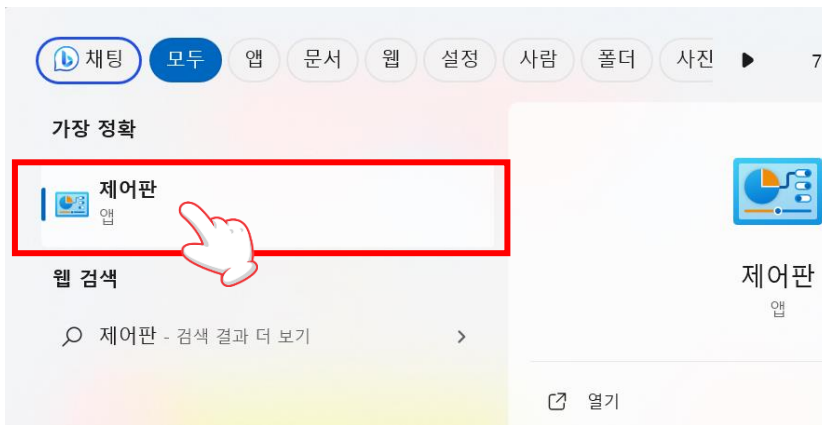 채팅 모두 앱 문서 웹 설정 사람 폴더 사진 ▶ 7
가장 정확
제어판
앱
웹 검색
제어판 - 검색 결과 더 보기
제어판
앱
열기